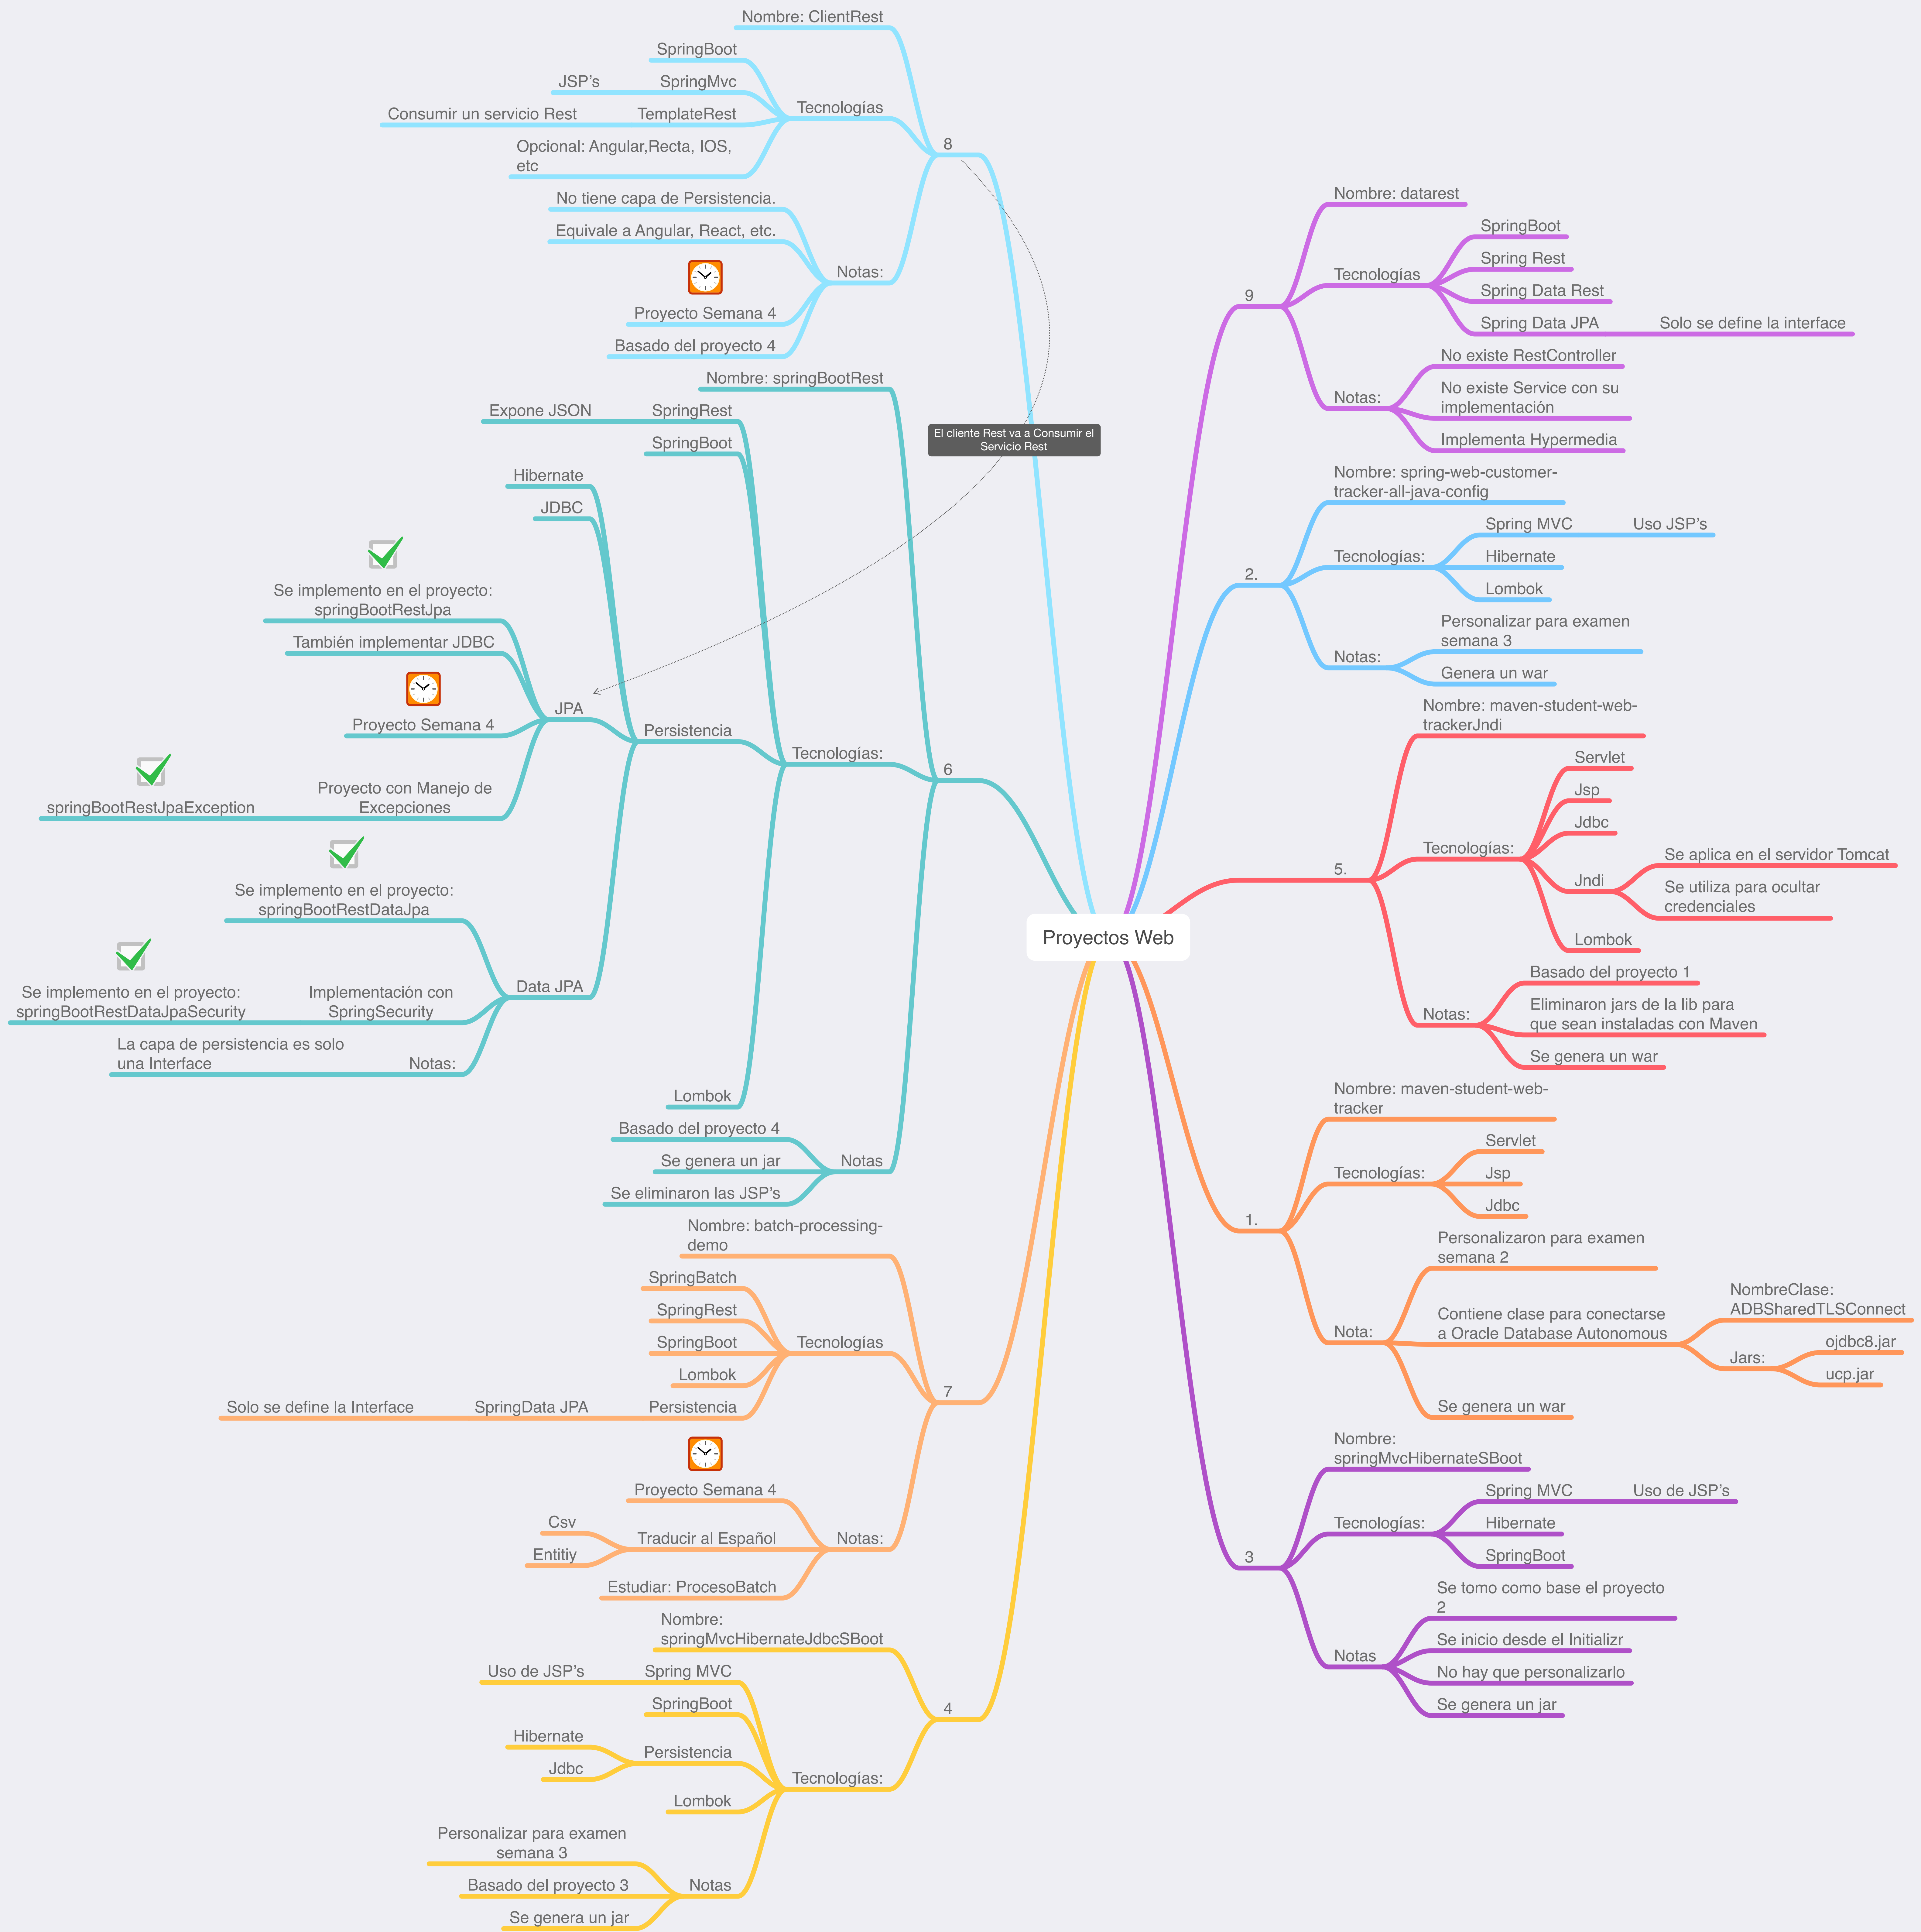 Proyectos Web
Nombre: ClientRest
SpringBoot
JSP’s
SpringMvc
Consumir un servicio Rest
TemplateRest
Opcional: Angular,Recta, IOS,
etc
Tecnologías
8
No tiene capa de Persistencia.
Equivale a Angular, React, etc.
Proyecto Semana 4
Basado del proyecto 4
Notas:
El cliente Rest va a Consumir el
Servicio Rest
Nombre: springBootRest
Expone JSON
SpringRest
SpringBoot
Hibernate
JDBC
Se implemento en el proyecto:
springBootRestJpa
También implementar JDBC
Proyecto Semana 4
springBootRestJpaException
Proyecto con Manejo de
Excepciones
JPA
Persistencia
Tecnologías:
6
Se implemento en el proyecto:
springBootRestDataJpa
Se implemento en el proyecto:
springBootRestDataJpaSecurity
Implementación con
SpringSecurity
La capa de persistencia es solo
una Interface
Notas:
Data JPA
Lombok
Basado del proyecto 4
Se genera un jar
Se eliminaron las JSP’s
Notas
Nombre: batch-processing-
demo
SpringBatch
SpringRest
SpringBoot
Lombok
Solo se define la Interface
SpringData JPA
Persistencia
Tecnologías
7
Proyecto Semana 4
Csv
Entitiy
Traducir al Español
Estudiar: ProcesoBatch
Notas:
Nombre:
springMvcHibernateJdbcSBoot
Uso de JSP’s
Spring MVC
SpringBoot
Hibernate
Jdbc
Persistencia
Lombok
Tecnologías:
4
Personalizar para examen
semana 3
Basado del proyecto 3
Se genera un jar
Notas
Nombre: datarest
SpringBoot
Spring Rest
Spring Data Rest
Spring Data JPA
Solo se define la interface
Tecnologías
9
No existe RestController
No existe Service con su
implementación
Implementa Hypermedia
Notas:
Nombre: spring-web-customer-
tracker-all-java-config
Spring MVC
Uso JSP’s
Hibernate
Lombok
Tecnologías:
2.
Personalizar para examen
semana 3
Genera un war
Notas:
Nombre: maven-student-web-
trackerJndi
Servlet
Jsp
Jdbc
Jndi
Se aplica en el servidor Tomcat
Se utiliza para ocultar
credenciales
Lombok
Tecnologías:
5.
Basado del proyecto 1
Eliminaron jars de la lib para
que sean instaladas con Maven
Se genera un war
Notas:
Nombre: maven-student-web-
tracker
Servlet
Jsp
Jdbc
Tecnologías:
1.
Personalizaron para examen
semana 2
Contiene clase para conectarse
a Oracle Database Autonomous
NombreClase:
ADBSharedTLSConnect
Jars:
ojdbc8.jar
ucp.jar
Se genera un war
Nota:
Nombre:
springMvcHibernateSBoot
Spring MVC
Uso de JSP’s
Hibernate
SpringBoot
Tecnologías:
3
Se tomo como base el proyecto
2
Se inicio desde el Initializr
No hay que personalizarlo
Se genera un jar
Notas